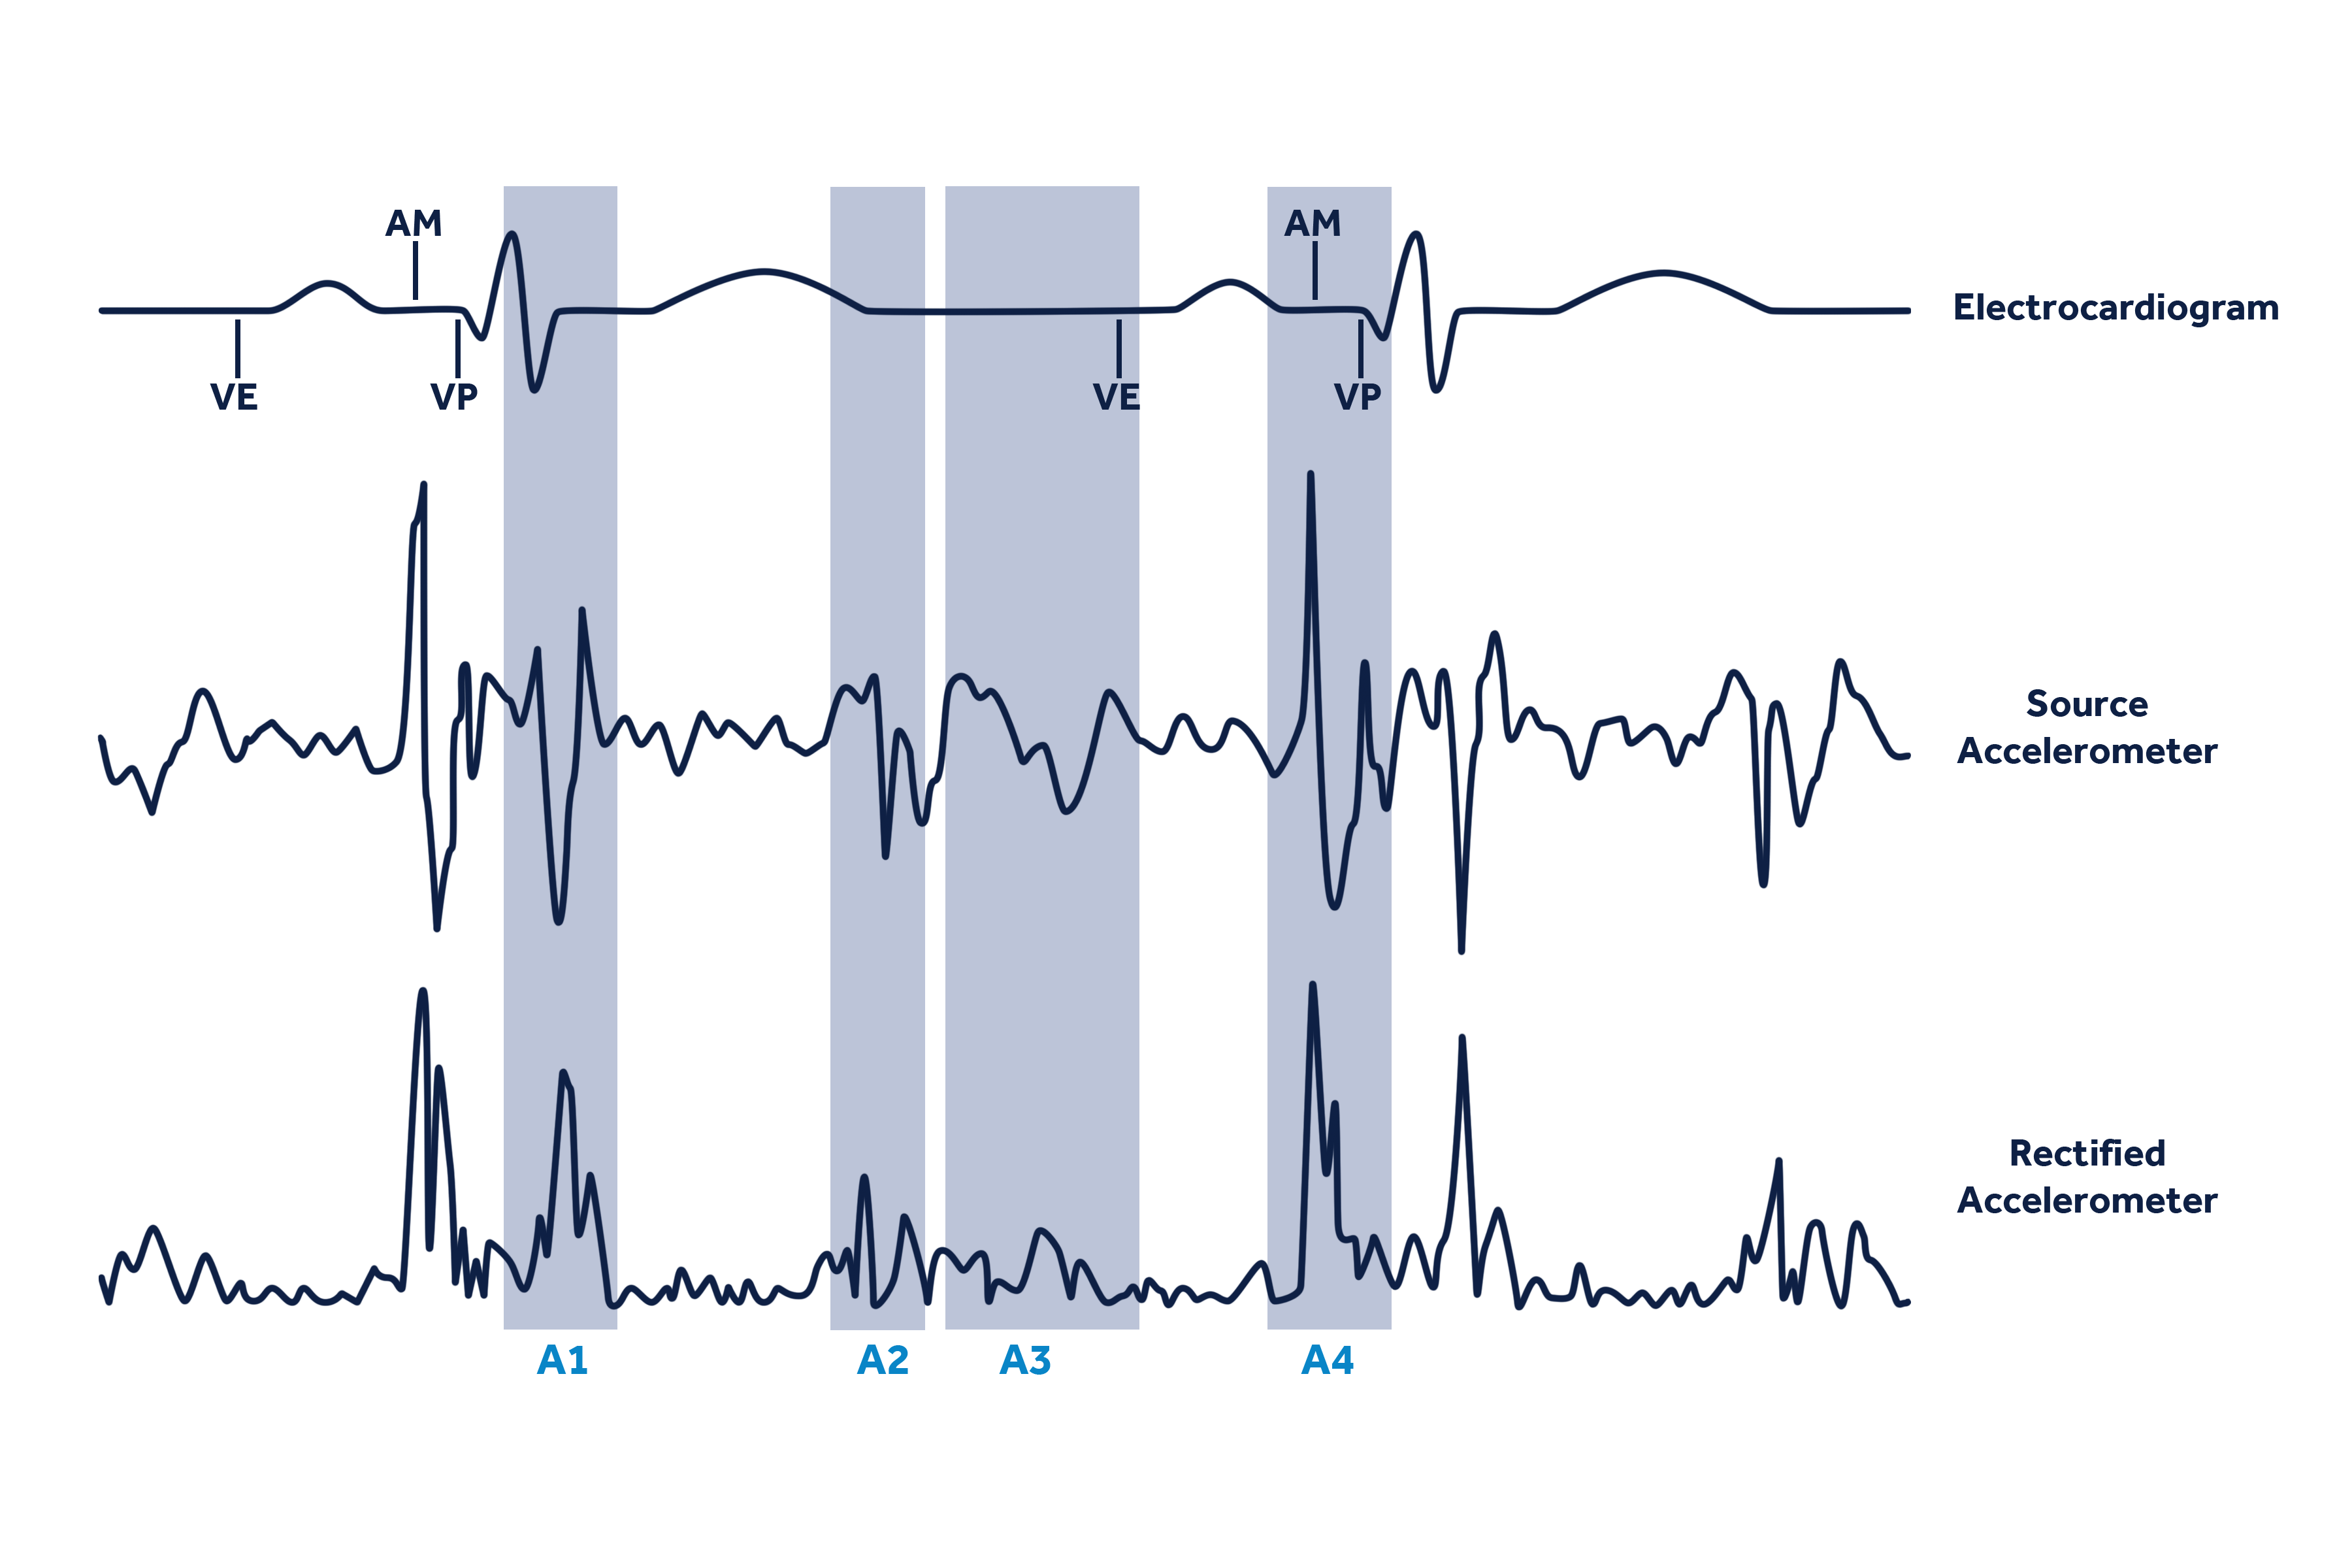 AM
AM
Electrocardiogram
VE
VP
VE
VP
Source
Accelerometer
Rectified
Accelerometer
A1
A2
A3
A4